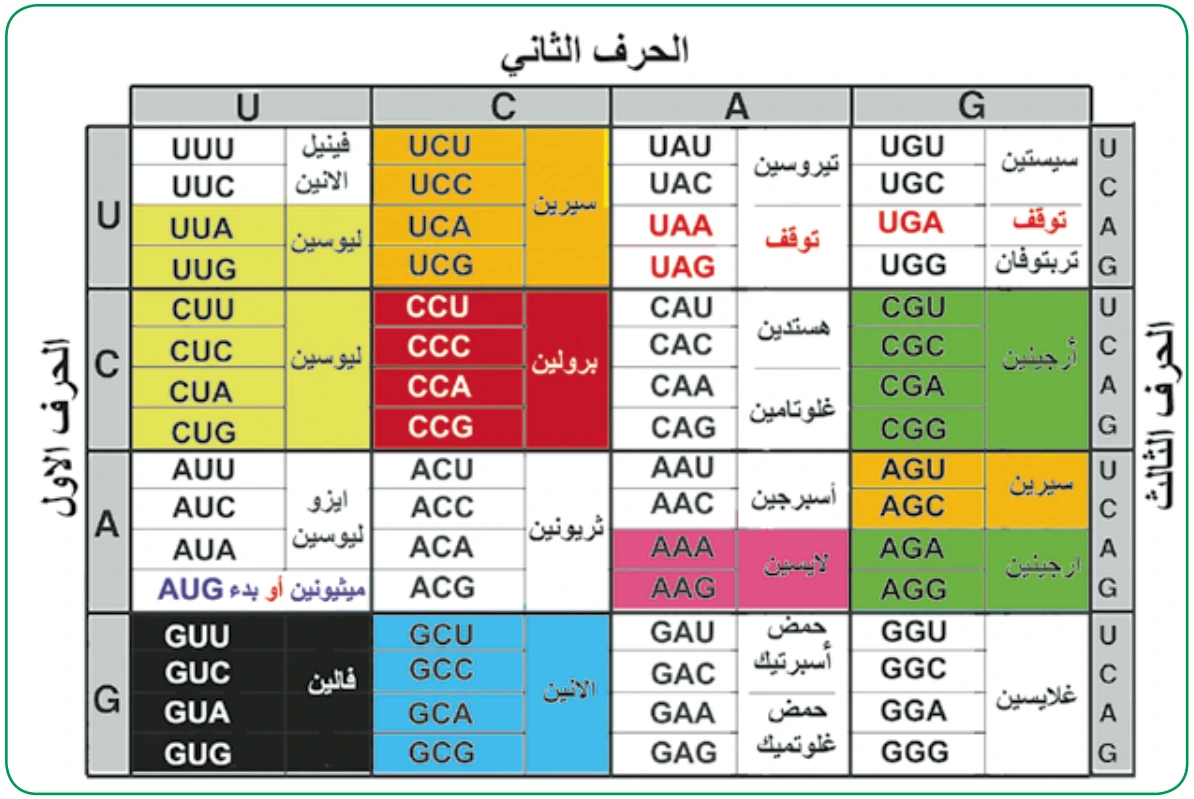 الحرف الثاني
U C A G
الحرف الاول
الحرف الثالث
U
UUU فينيل UCU UAU UGU U
UUC الانين UCC UAC تيروسين UGC سيستين C
UUA ليوسين UCA سيرين UAA توقف UGA توقف A
UUG UCG UAG UGG تربتوفان G
C
CUU CCU CAU هستدين CGU U
CUC ليوسين CCC برولين CAC CGC أرجينين C
CUA CCA CAA غلوتامين CGA A
CUG CCG CAG CGG G
A
AUU ايزو ACU AAU أسبرجين AGU سيرين U
AUC ليوسين ACC ثريونين AAC AGC C
AUA ACA AAA لايسين AGA ارجينين A
ميثيونين أو بدء AUG ACG AAG AGG G
G
GUU GCU GAU حمض GGU U
GUC فالين GCC الانين GAC أسبرتيك GGC غلايسين C
GUA GCA GAA حمض GGA A
GUG GCG GAG غلوتميك GGG G